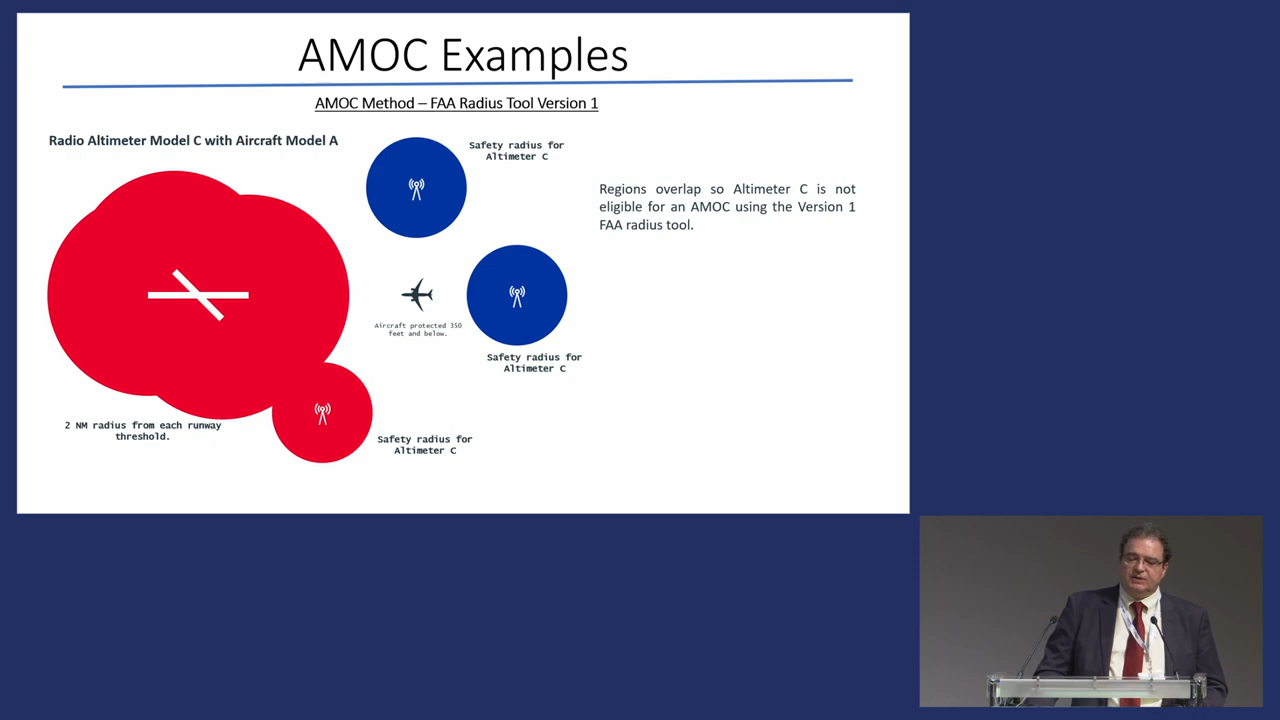 AMOC Examples
AMOC Method – FAA Radius Tool Version 1
Radio Altimeter Model C with Aircraft Model A
Safety radius for
Altimeter C
Regions overlap so Altimeter C is not
eligible for an AMOC using the Version 1
FAA radius tool.
Aircraft protected 350
feet and below.
Safety radius for
Altimeter C
2 NM radius from each runway
threshold.
Safety radius for
Altimeter C